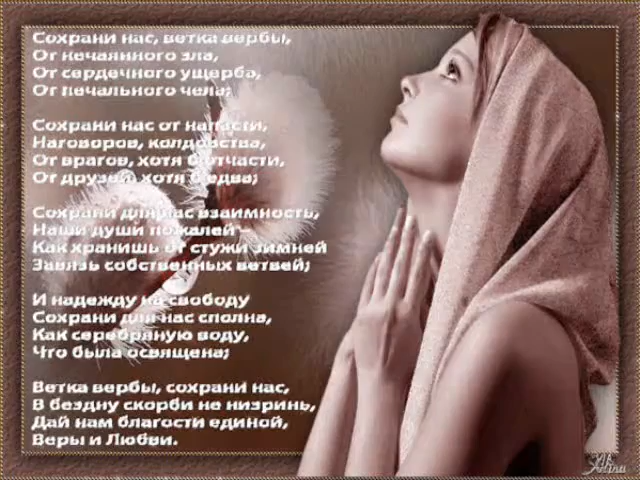 Сохрани нас, ветка вербы,
От нечаянного зла,
От сердечного ущерба,
От печального чела;
Сохрани нас от напасти,
Наговоров, колдовства,
От врагов, хотя б отчасти,
От друзей, хотя б едва;
Сохрани для нас взаимность,
Наши души пожалей –
Как хранишь от стужи зимней
Завязь собственных ветвей;
И надежду на свободу
Сохрани для нас сполна,
Как серебряную воду,
Что была освящена;
Ветка вербы, сохрани нас,
В бездну скорби не низринь,
Дай нам благости единой,
Веры и Любви.